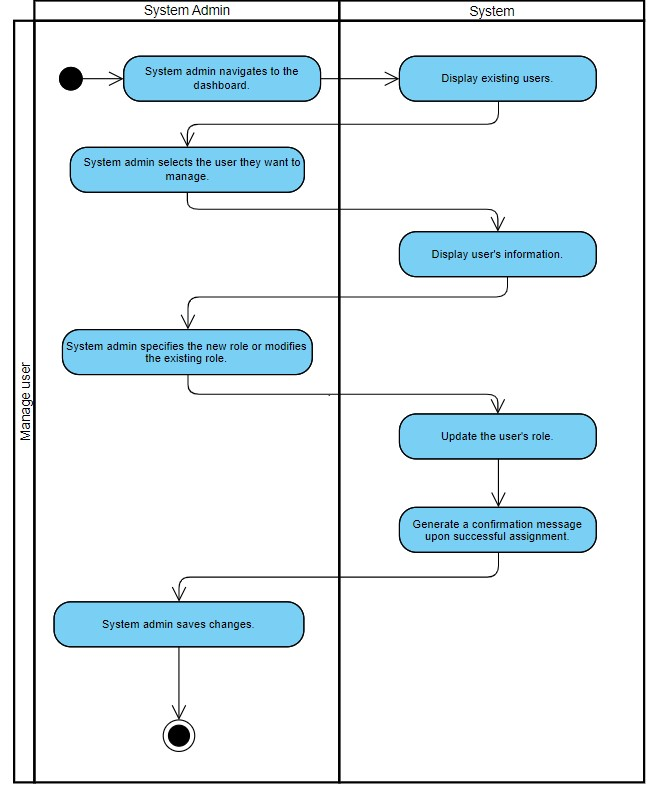 System Admin
System
System admin navigates to the
dashboard.
Display existing users.
System admin selects the user they want to
manage.
Display user's information.
System admin specifies the new role or modifies
the existing role.
Manage user
Update the user's role.
Generate a confirmation message
upon successful assignment.
System admin saves changes.